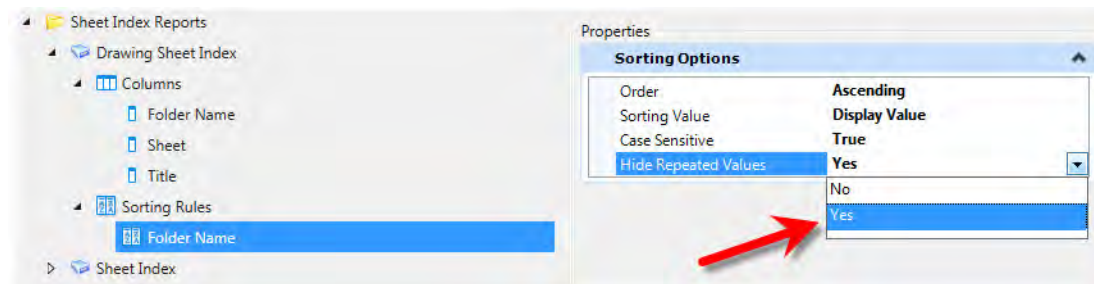 Sheet Index Reports
Drawing Sheet Index
Columns
Folder Name
Sheet
Title
Sorting Rules
Folder Name
Sheet Index
Properties
Sorting Options
Order Ascending
Sorting Value Display Value
Case Sensitive True
Hide Repeated Values Yes
No
Yes